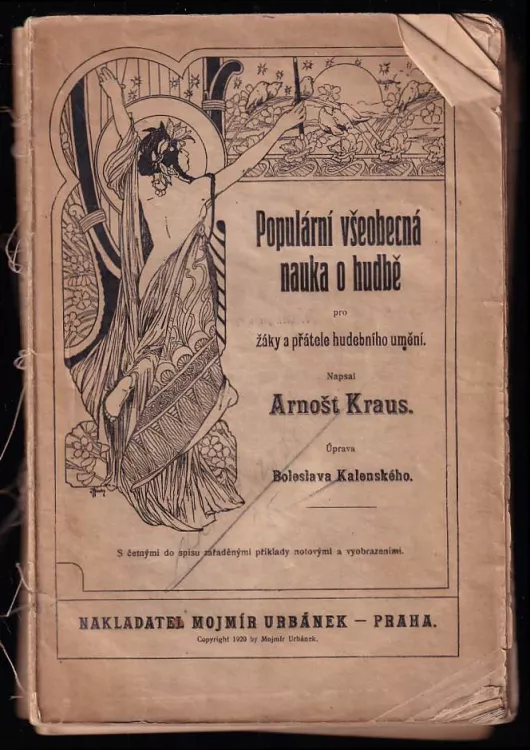 Populární všeobecná
nauka o hudbě
pro
žáky a přátele hudebního umění.
Napsal
Arnošt Kraus.
Úprava
Boleslava Kalenského.
S četnými do spisu zařaděnými příklady notovými a vyobrazeními.
NAKLADATEL MOJMÍR URBÁNEK — PRAHA.
Copyright 1920 by Mojmír Urbánek.